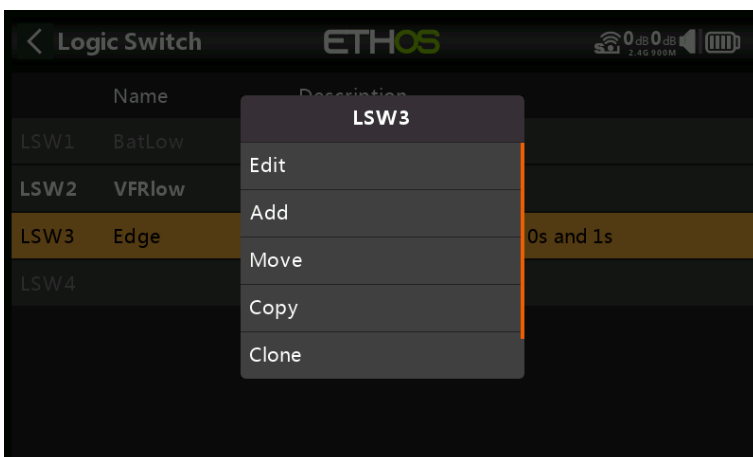 Logic Switch ETHOS 0dB 0dB
2.4G 900M
Name Description
LSW3
LSW1 BatLow
Edit
LSW2 VFRlow
Add
LSW3 Edge 0s and 1s
Move
LSW4
Copy
Clone